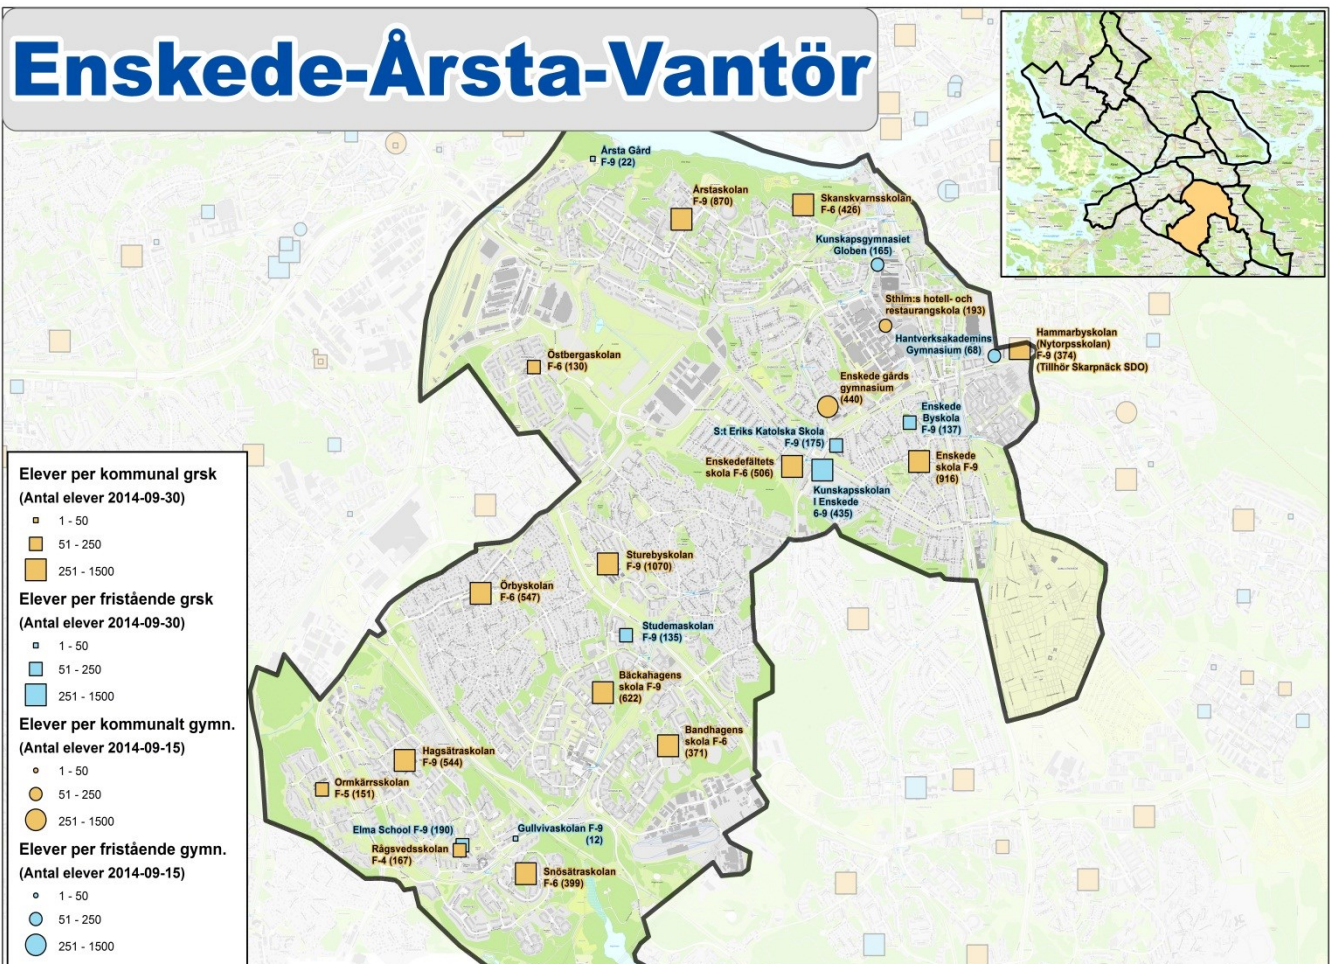 Enskede-Årsta-Vantör
Årsta Gård
F-9 (22)
Årstaskolan
F-9 (870)
Skanskvarnsskolan
F-6 (426)
Kunskapsgymnasiet
Globen (165)
Sthlm:s hotell- och
restaurangskola (193)
Hantverksakademins
Gymnasium (68)
Hammarbyskolan
(Nytorpsskolan)
F-9 (374)
(Tillhör Skarpnäck SDO)
Östbergaskolan
F-6 (130)
Enskede gårds
gymnasium
(440)
Enskede
Byskola
F-9 (137)
S:t Eriks Katolska Skola
F-9 (175)
Enskedefältets
skola F-6 (506)
Enskede
skola F-9
(916)
Kunskapsskolan
I Enskede
6-9 (435)
Sturebyskolan
F-9 (1070)
Örbyskolan
F-6 (547)
Studemaskolan
F-9 (135)
Bäckahagens
skola F-9
(622)
Bandhagens
skola F-6
(371)
Hagsätraskolan
F-9 (544)
Ormkärrsskolan
F-5 (151)
Elma School F-9 (190)
Gullvivaskolan F-9
(12)
Rågsvedsskolan
F-4 (167)
Snösätraskolan
F-6 (399)
Elever per kommunal grsk
(Antal elever 2014-09-30)
1 - 50
51 - 250
251 - 1500
Elever per fristående grsk
(Antal elever 2014-09-30)
1 - 50
51 - 250
251 - 1500
Elever per kommunalt gymn.
(Antal elever 2014-09-15)
1 - 50
51 - 250
251 - 1500
Elever per fristående gymn.
(Antal elever 2014-09-15)
1 - 50
51 - 250
251 - 1500